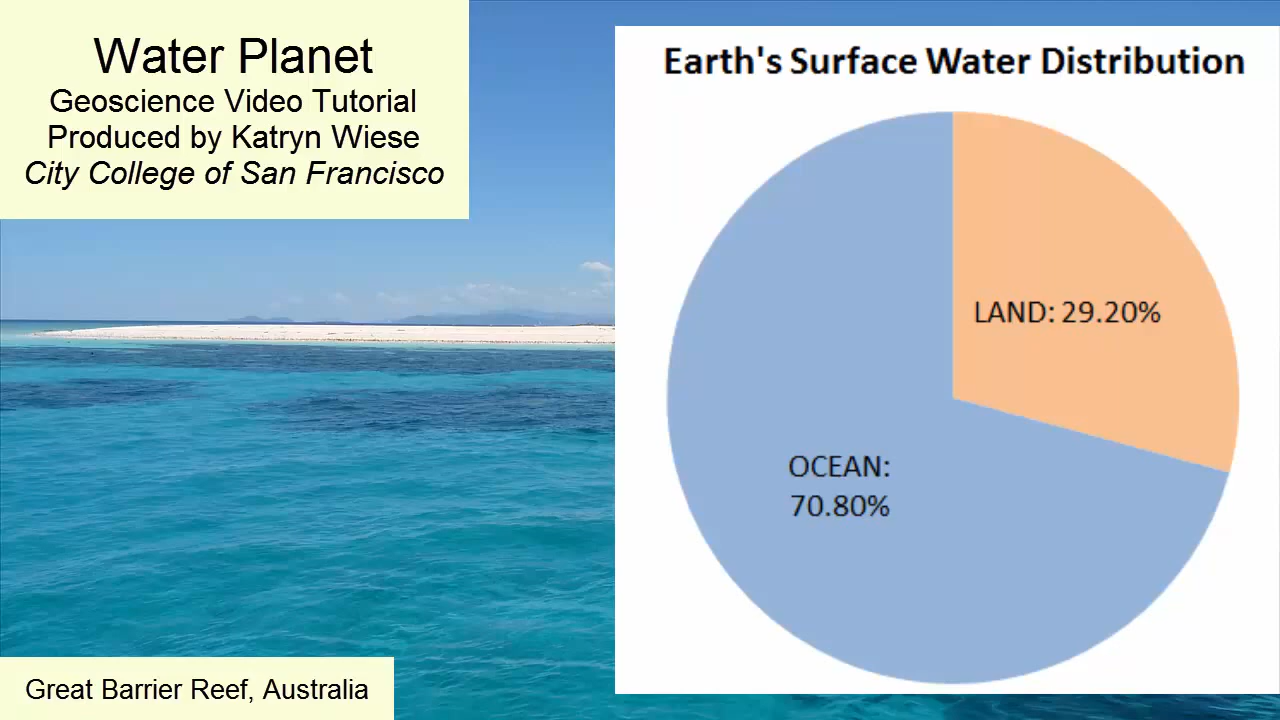 Water Planet
Geoscience Video Tutorial
Produced by Katryn Wiese
City College of San Francisco
Earth's Surface Water Distribution
LAND: 29.20%
OCEAN:
70.80%
Great Barrier Reef, Australia